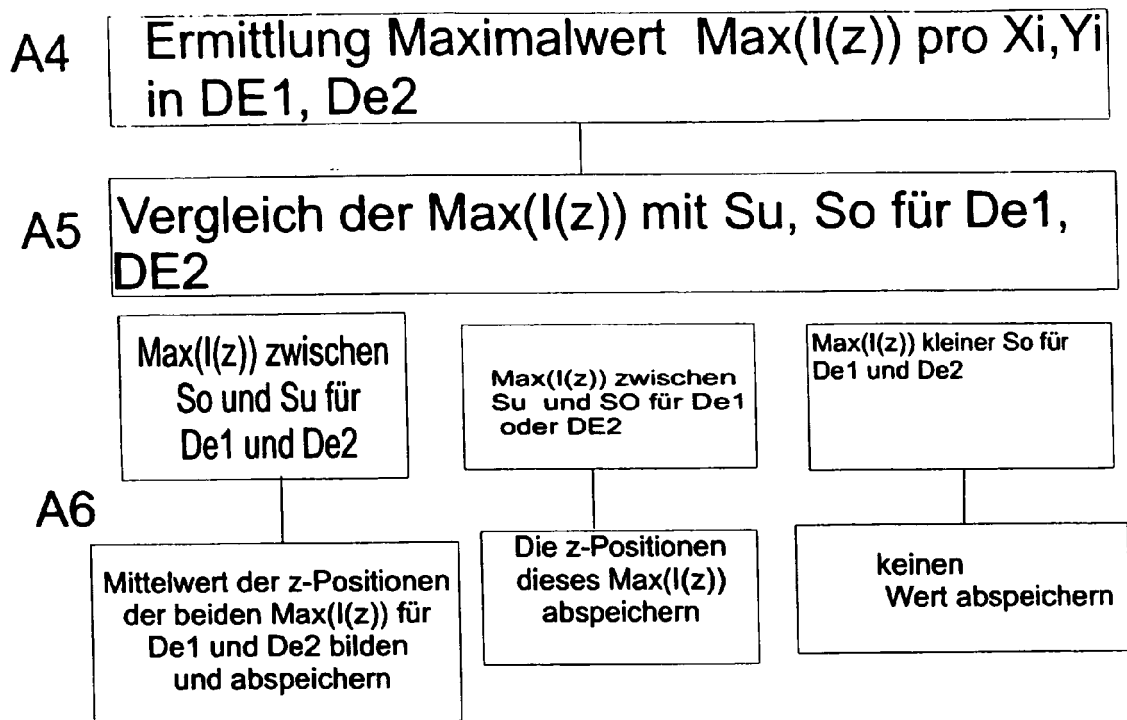 A4
Ermittlung Maximalwert Max(I(z)) pro Xi,Yi
in DE1, De2
A5
Vergleich der Max(I(z)) mit Su, So für De1,
DE2
Max(I(z)) zwischen
So und Su für
De1 und De2
Max(I(z)) zwischen
Su und SO für De1
oder DE2
Max(I(z)) kleiner So für
De1 und De2
A6
Mittelwert der z-Positionen
der beiden Max(I(z)) für
De1 und De2 bilden
und abspeichern
Die z-Positionen
dieses Max(I(z))
abspeichern
keinen
Wert abspeichern